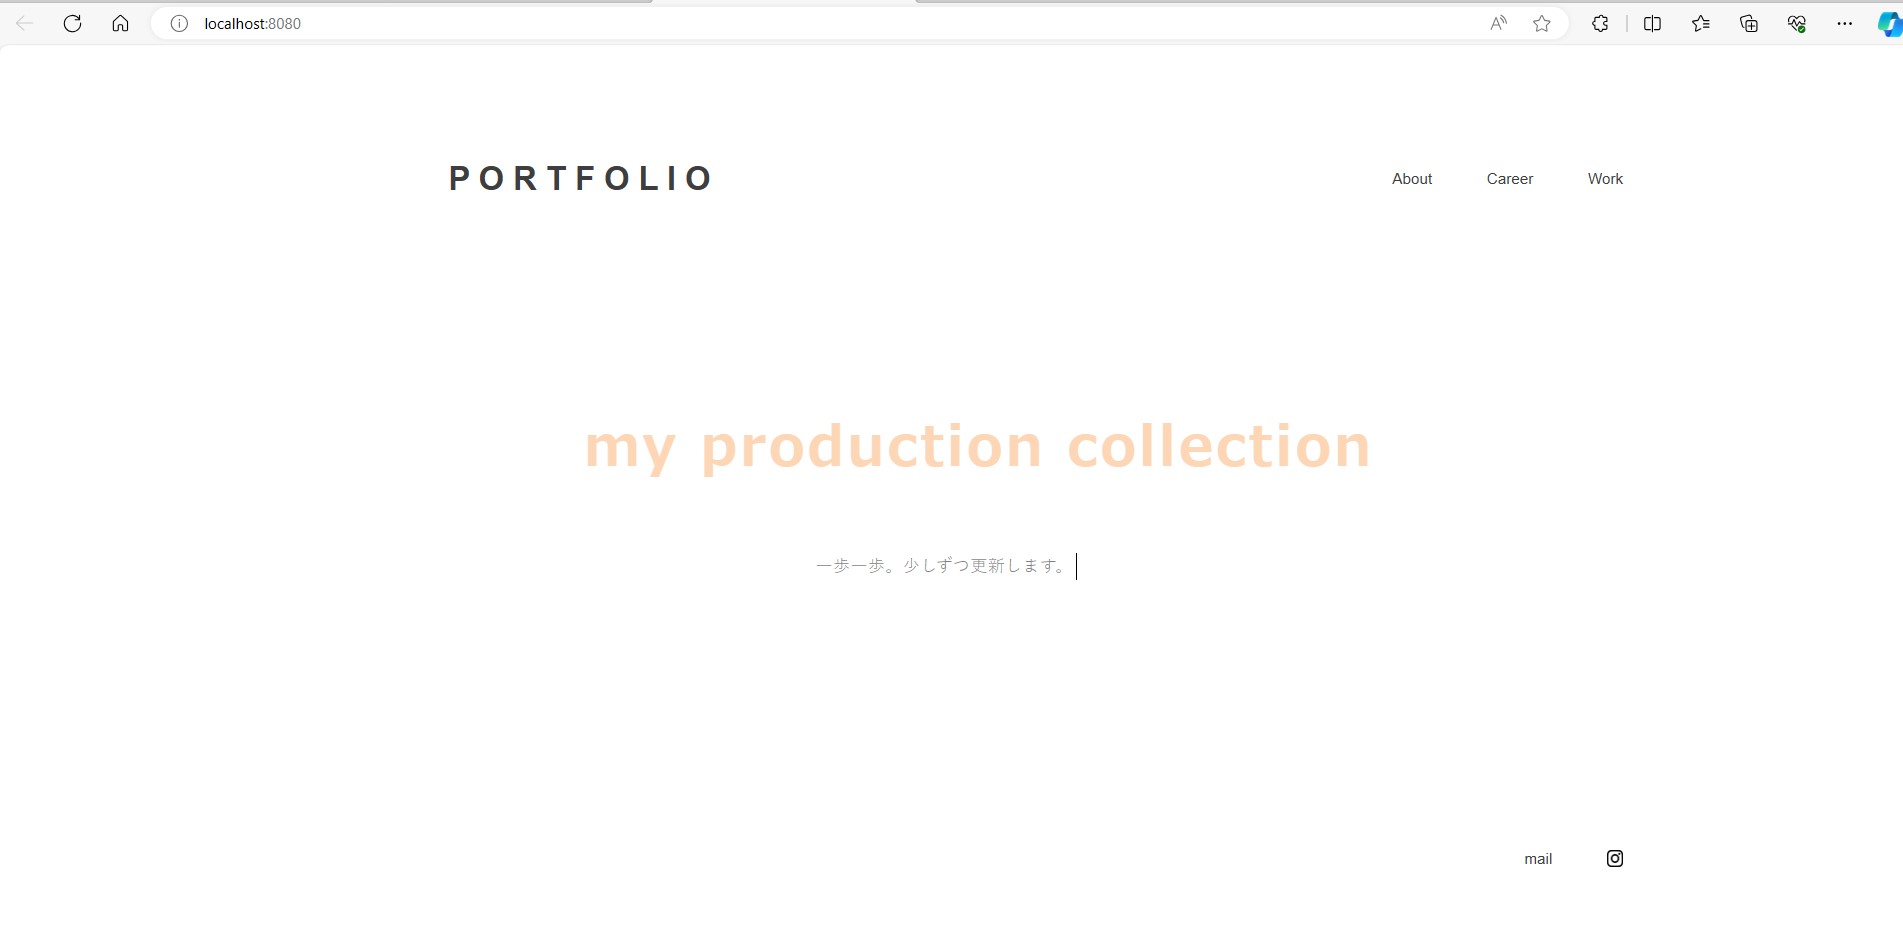 localhost:8080
PORTFOLIO
About Career Work
my production collection
一歩一歩。少しずつ更新します。
mail